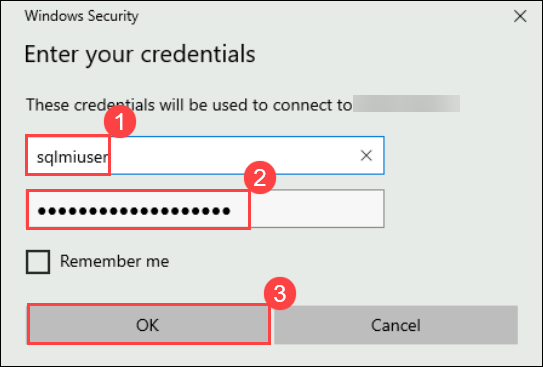 Windows Security
Enter your credentials
These credentials will be used to connect to
1
sqlmiuser
2
●●●●●●●●●●●●●●●●●●●
Remember me
3
OK Cancel